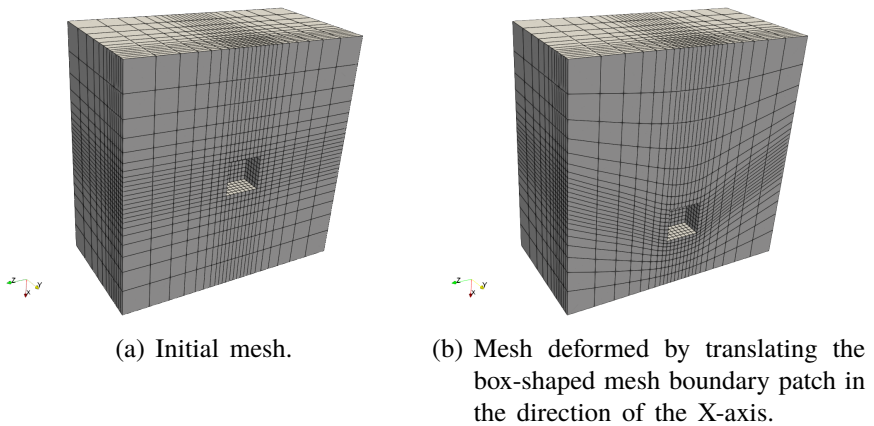 Z
Y
X
Z
Y
X
(a) Initial mesh.
(b) Mesh deformed by translating the
box-shaped mesh boundary patch in
the direction of the X-axis.